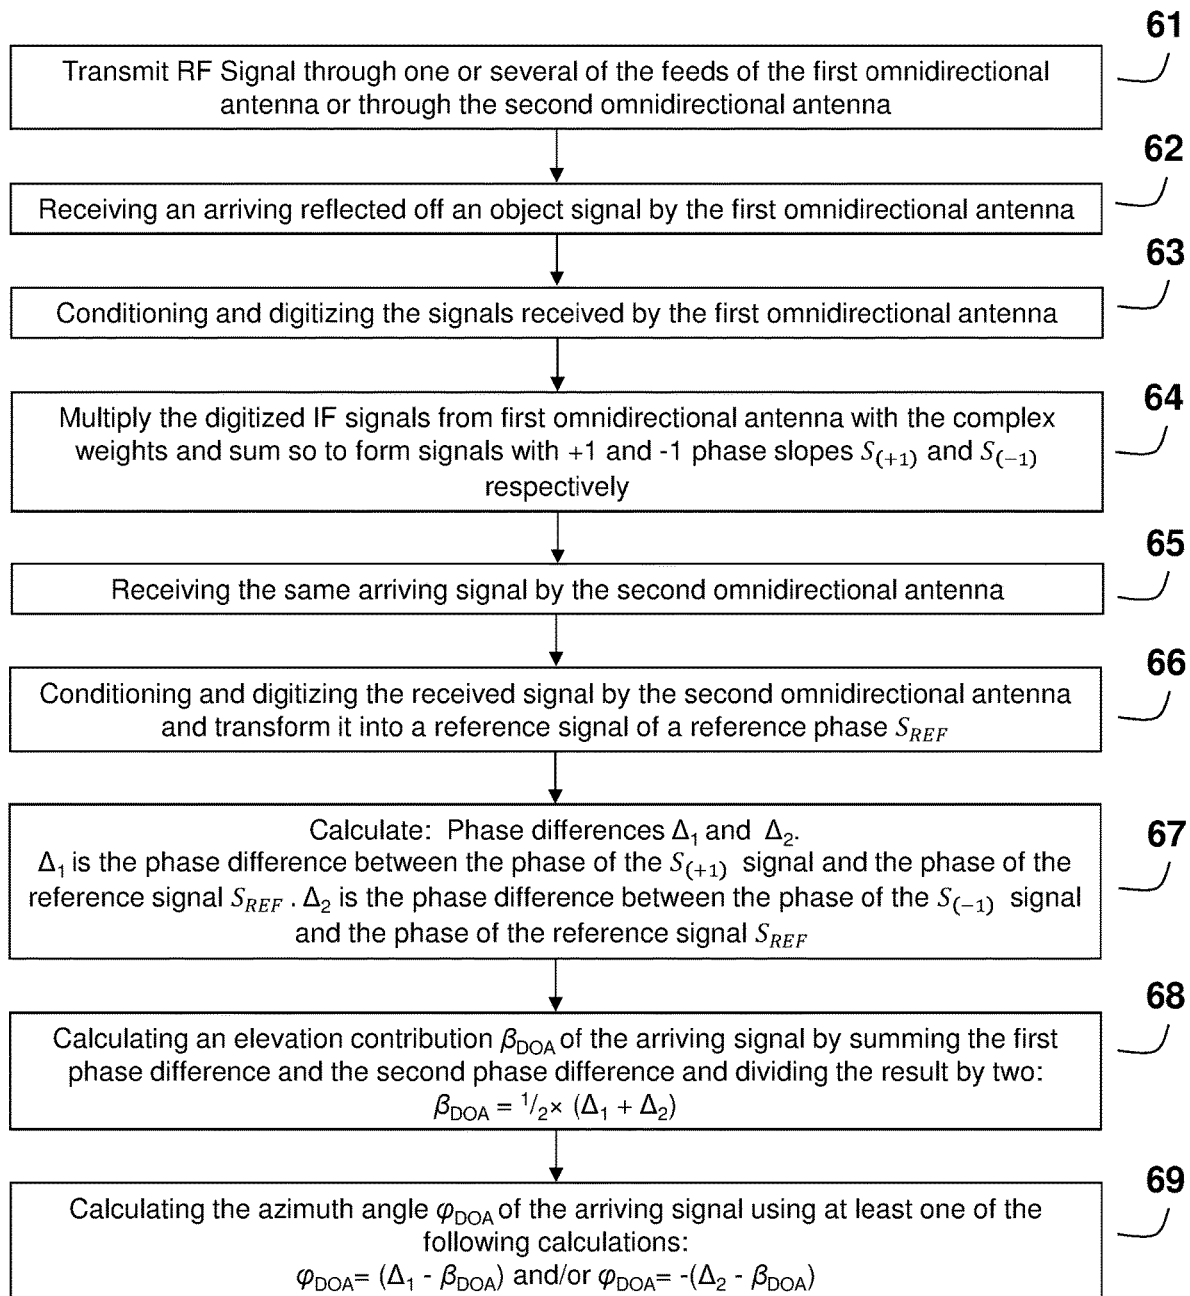 61
Transmit RF Signal through one or several of the feeds of the first omnidirectional
antenna or through the second omnidirectional antenna
62
Receiving an arriving reflected off an object signal by the first omnidirectional antenna
63
Conditioning and digitizing the signals received by the first omnidirectional antenna
64
Multiply the digitized IF signals from first omnidirectional antenna with the complex
weights and sum so to form signals with +1 and -1 phase slopes S₍₊₁₎ and S₍₋₁₎
respectively
65
Receiving the same arriving signal by the second omnidirectional antenna
66
Conditioning and digitizing the received signal by the second omnidirectional antenna
and transform it into a reference signal of a reference phase S_REF
67
Calculate: Phase differences Δ₁ and Δ₂.
Δ₁ is the phase difference between the phase of the S₍₊₁₎ signal and the phase of the
reference signal S_REF . Δ₂ is the phase difference between the phase of the S₍₋₁₎ signal
and the phase of the reference signal S_REF
68
Calculating an elevation contribution β_DOA of the arriving signal by summing the first
phase difference and the second phase difference and dividing the result by two:
β_DOA = ¹/₂× (Δ₁ + Δ₂)
69
Calculating the azimuth angle φ_DOA of the arriving signal using at least one of the
following calculations:
φ_DOA= (Δ₁ - β_DOA) and/or φ_DOA= -(Δ₂ - β_DOA)